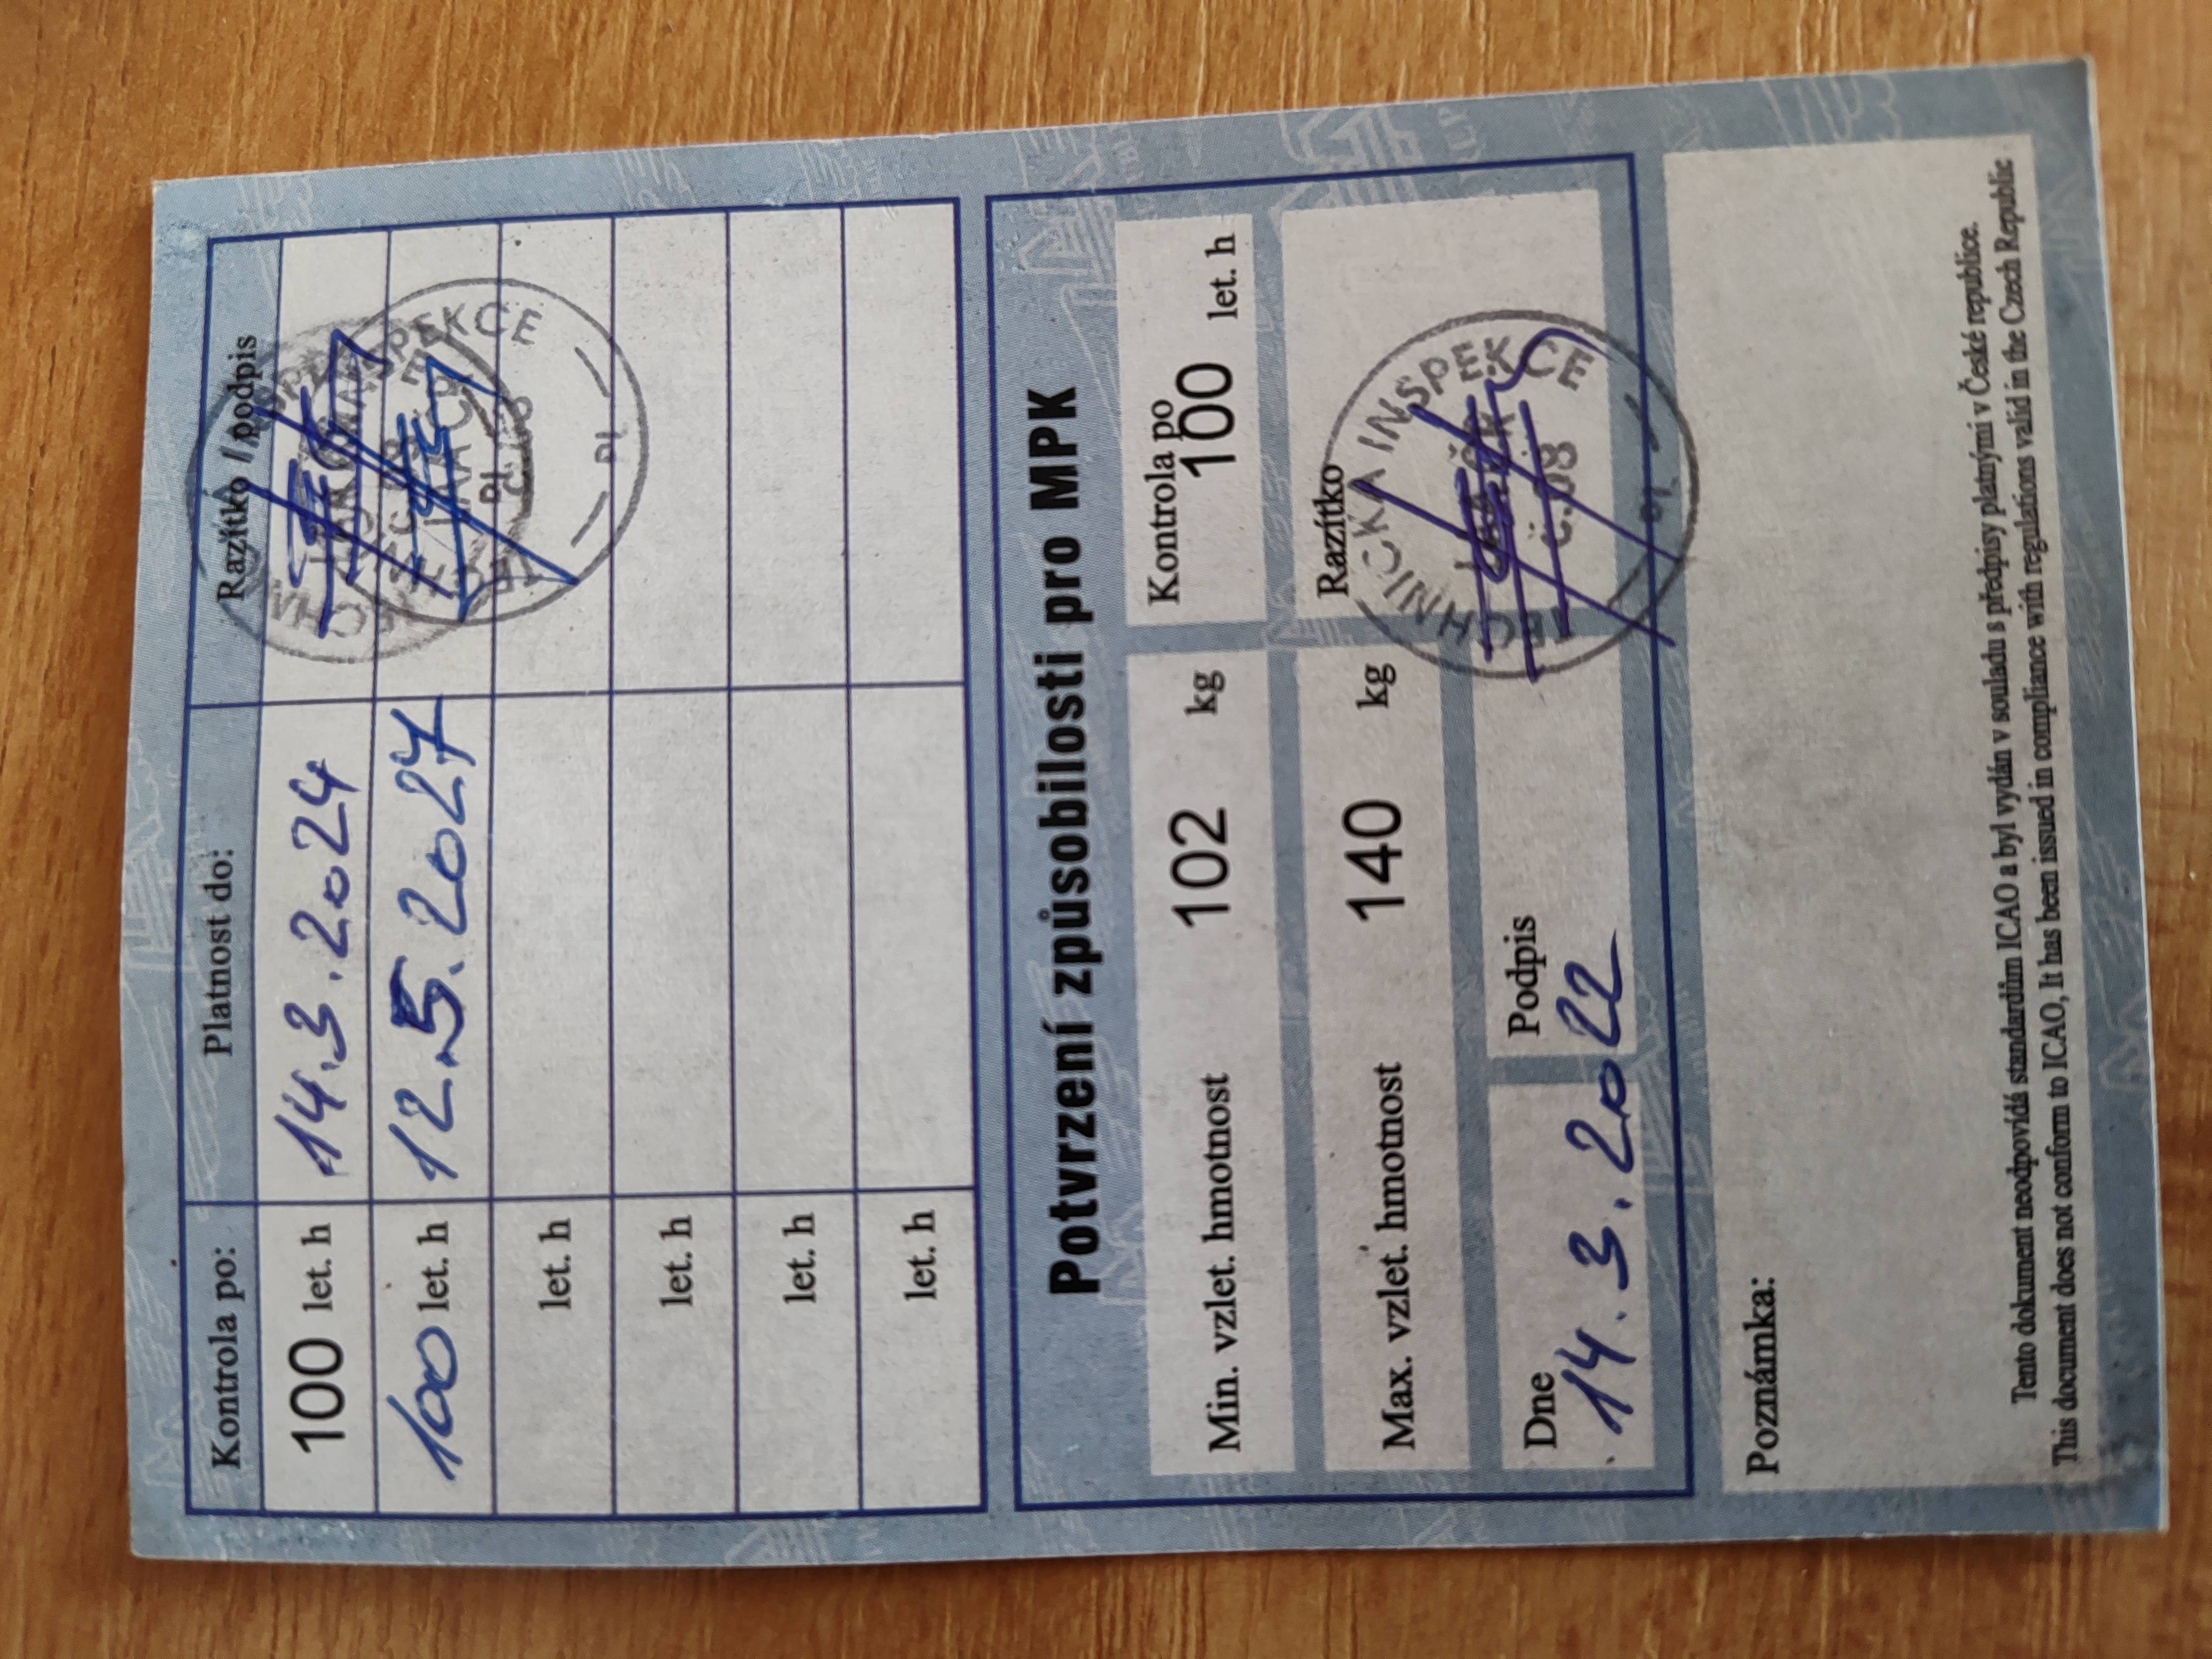 Kontrola po: Platnost do: Razítko / podpis
100 let. h 14.3.2024
100 let. h 12.5.2027
let. h
let. h
let. h
let. h
Potvrzení způsobilosti pro MPK
Min. vzlet. hmotnost 102 kg Kontrola po 100 let. h
Max. vzlet. hmotnost 140 kg Razítko
TECHNICKÁ INSPEKCE
č.08
Dne 14.3.2022 Podpis
Poznámka:
Tento dokument neodpovídá standardům ICAO a byl vydán v souladu s předpisy platnými v České republice.
This document does not conform to ICAO, It has been issued in compliance with regulations valid in the Czech Republic